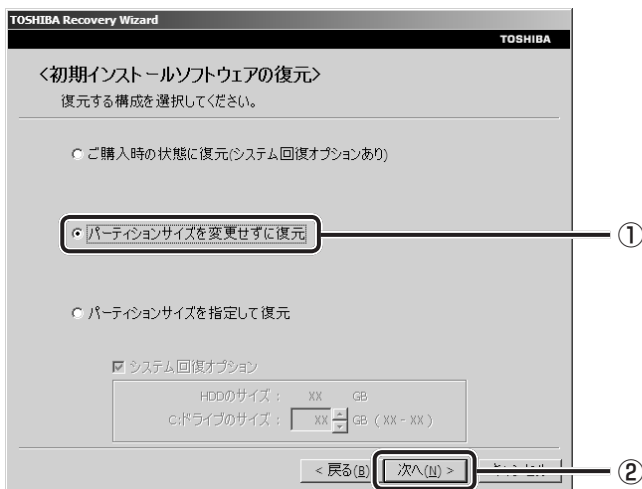 TOSHIBA Recovery Wizard
TOSHIBA
<初期インストールソフトウェアの復元>
復元する構成を選択してください。
ご購入時の状態に復元(システム回復オプションあり)
パーティションサイズを変更せずに復元
①
パーティションサイズを指定して復元
システム回復オプション
HDDのサイズ： XX GB
C:ドライブのサイズ： XX GB ( XX - XX )
< 戻る(B) 次へ(N) >
②